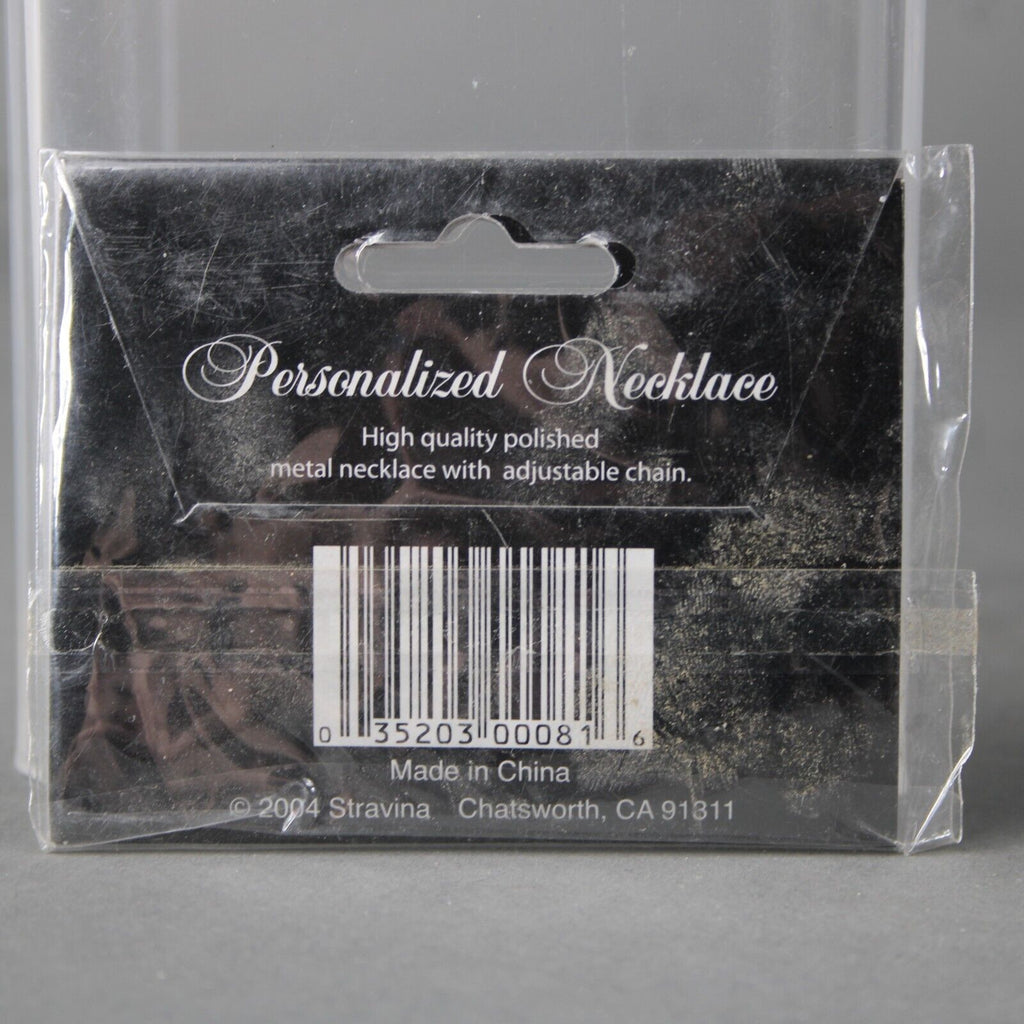 Personalized Necklace
High quality polished
metal necklace with adjustable chain.
0 35203 00081 6
Made in China
© 2004 Stravina Chatsworth, CA 91311